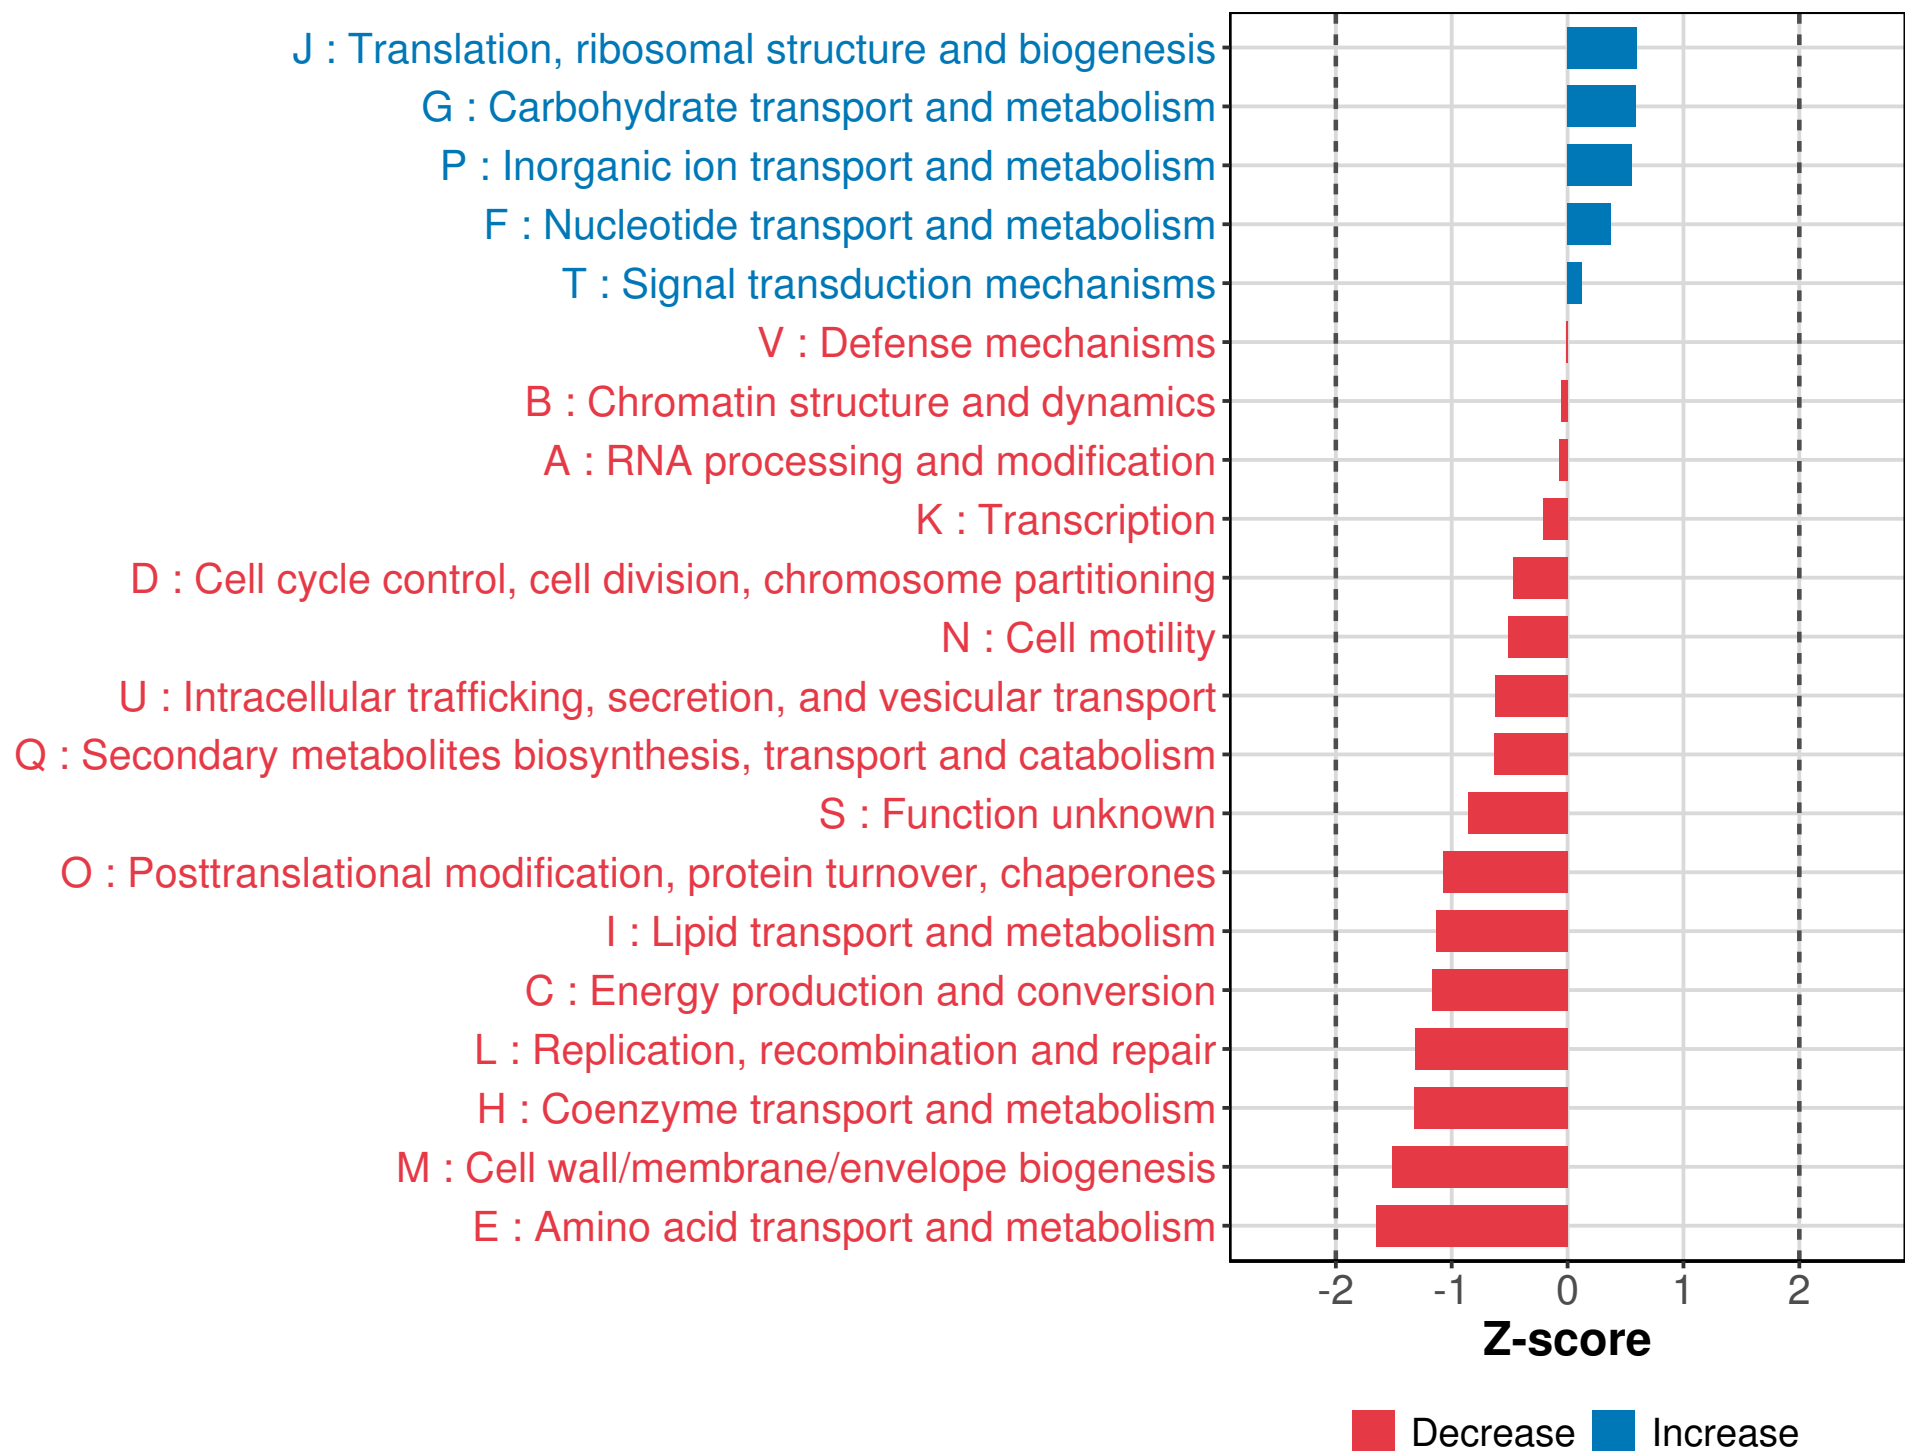 J : Translation, ribosomal structure and biogenesis
G : Carbohydrate transport and metabolism
P : Inorganic ion transport and metabolism
F : Nucleotide transport and metabolism
T : Signal transduction mechanisms
V : Defense mechanisms
B : Chromatin structure and dynamics
A : RNA processing and modification
K : Transcription
D : Cell cycle control, cell division, chromosome partitioning
N : Cell motility
U : Intracellular trafficking, secretion, and vesicular transport
Q : Secondary metabolites biosynthesis, transport and catabolism
S : Function unknown
O : Posttranslational modification, protein turnover, chaperones
I : Lipid transport and metabolism
C : Energy production and conversion
L : Replication, recombination and repair
H : Coenzyme transport and metabolism
M : Cell wall/membrane/envelope biogenesis
E : Amino acid transport and metabolism
-2 -1 0 1 2
Z-score
Decrease Increase